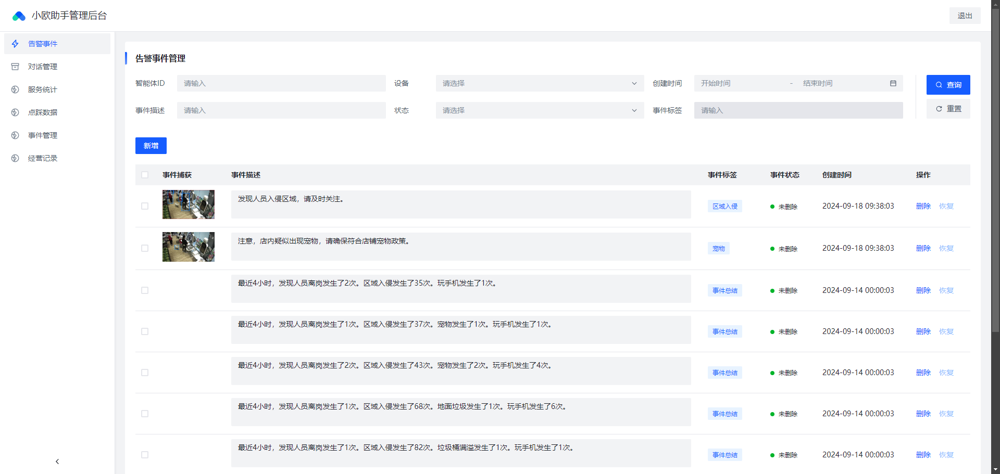 小欧助手管理后台
退出
告警事件
对话管理
服务统计
点踩数据
事件管理
经营记录
告警事件管理
智能体ID 请输入 设备 请选择 创建时间 开始时间 - 结束时间
查询
事件描述 请输入 状态 请选择 事件标签 请输入
重置
新增
事件捕获 事件描述 事件标签 事件状态 创建时间 操作
发现人员入侵区域，请及时关注。 区域入侵 未删除 2024-09-18 09:38:03 删除 恢复
注意，店内疑似出现宠物，请确保符合店铺宠物政策。 宠物 未删除 2024-09-18 09:38:03 删除 恢复
最近4小时，发现人员离岗发生了2次。区域入侵发生了35次。玩手机发生了1次。 事件总结 未删除 2024-09-14 00:00:03 删除 恢复
最近4小时，发现人员离岗发生了1次。区域入侵发生了37次。宠物发生了1次。玩手机发生了1次。 事件总结 未删除 2024-09-14 00:00:03 删除 恢复
最近4小时，发现人员离岗发生了2次。区域入侵发生了43次。宠物发生了2次。玩手机发生了4次。 事件总结 未删除 2024-09-14 00:00:03 删除 恢复
最近4小时，发现人员离岗发生了1次。区域入侵发生了68次。地面垃圾发生了1次。玩手机发生了6次。 事件总结 未删除 2024-09-14 00:00:03 删除 恢复
最近4小时，发现人员离岗发生了1次。区域入侵发生了82次。垃圾桶满溢发生了1次。玩手机发生了1次。 事件总结 未删除 2024-09-14 00:00:03 删除 恢复